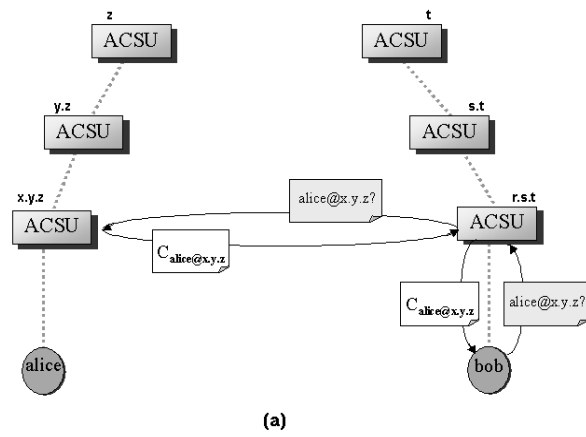 z
t
ACSU
ACSU
y.z
s.t
ACSU
ACSU
x.y.z
r.s.t
ACSU
ACSU
alice@x.y.z?
Calice@x.y.z
Calice@x.y.z
alice@x.y.z?
alice
bob
(a)